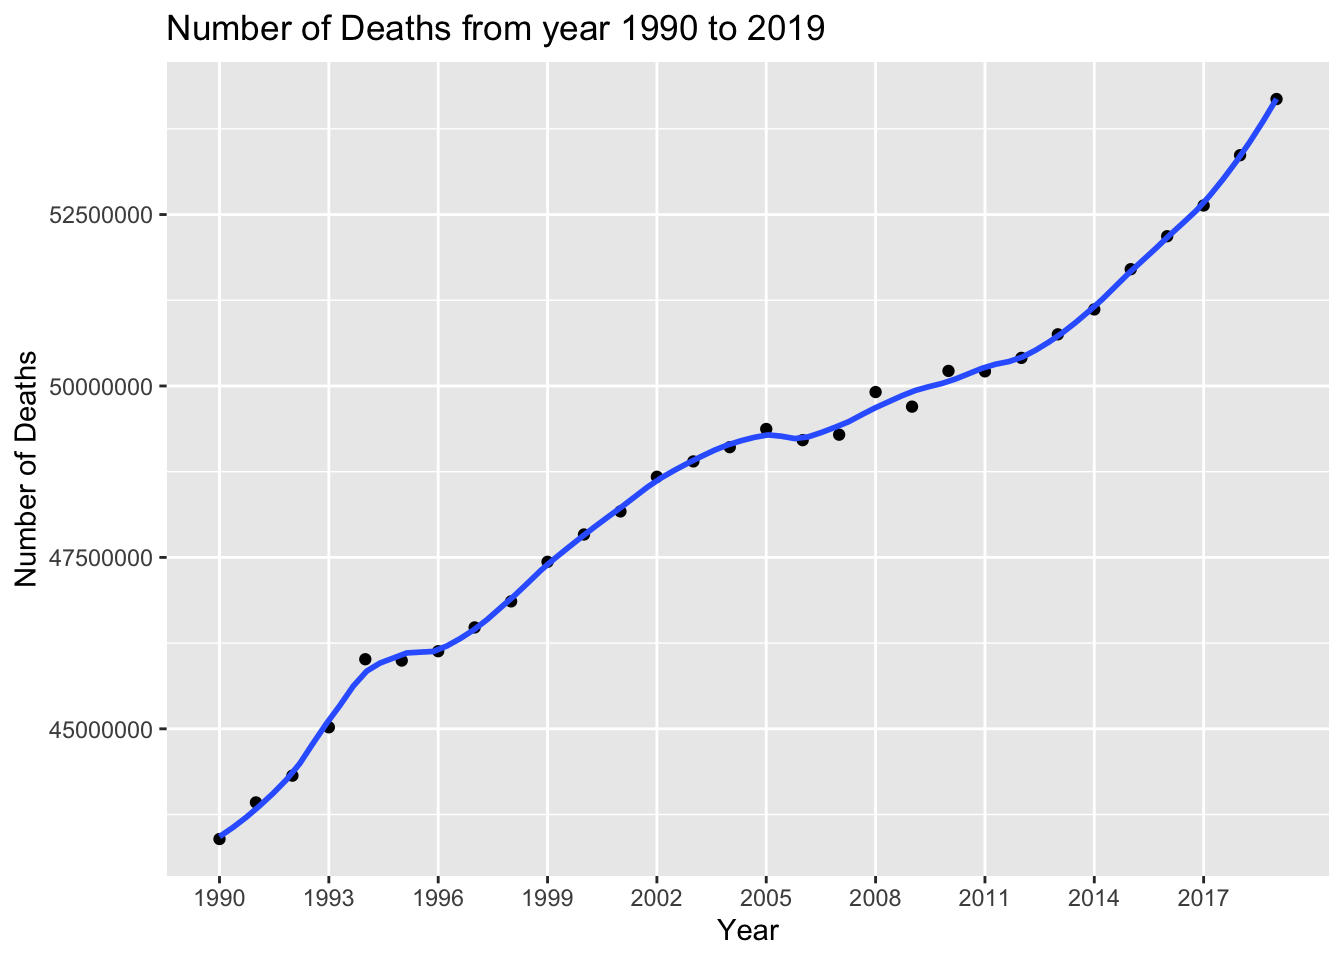 Number of Deaths from year 1990 to 2019
Number of Deaths
52500000
50000000
47500000
45000000
1990 1993 1996 1999 2002 2005 2008 2011 2014 2017
Year